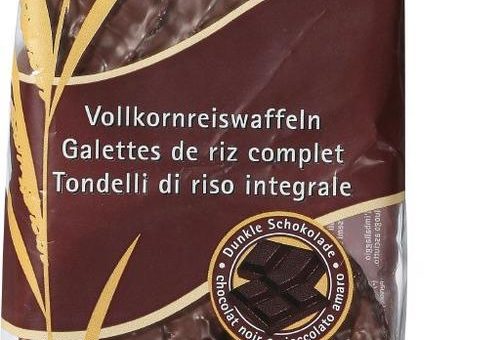 Vollkornreiswaffeln
Galettes de riz complet
Tondelli di riso integrale
Dunkle Schokolade
chocolat noir cioccolato amaro